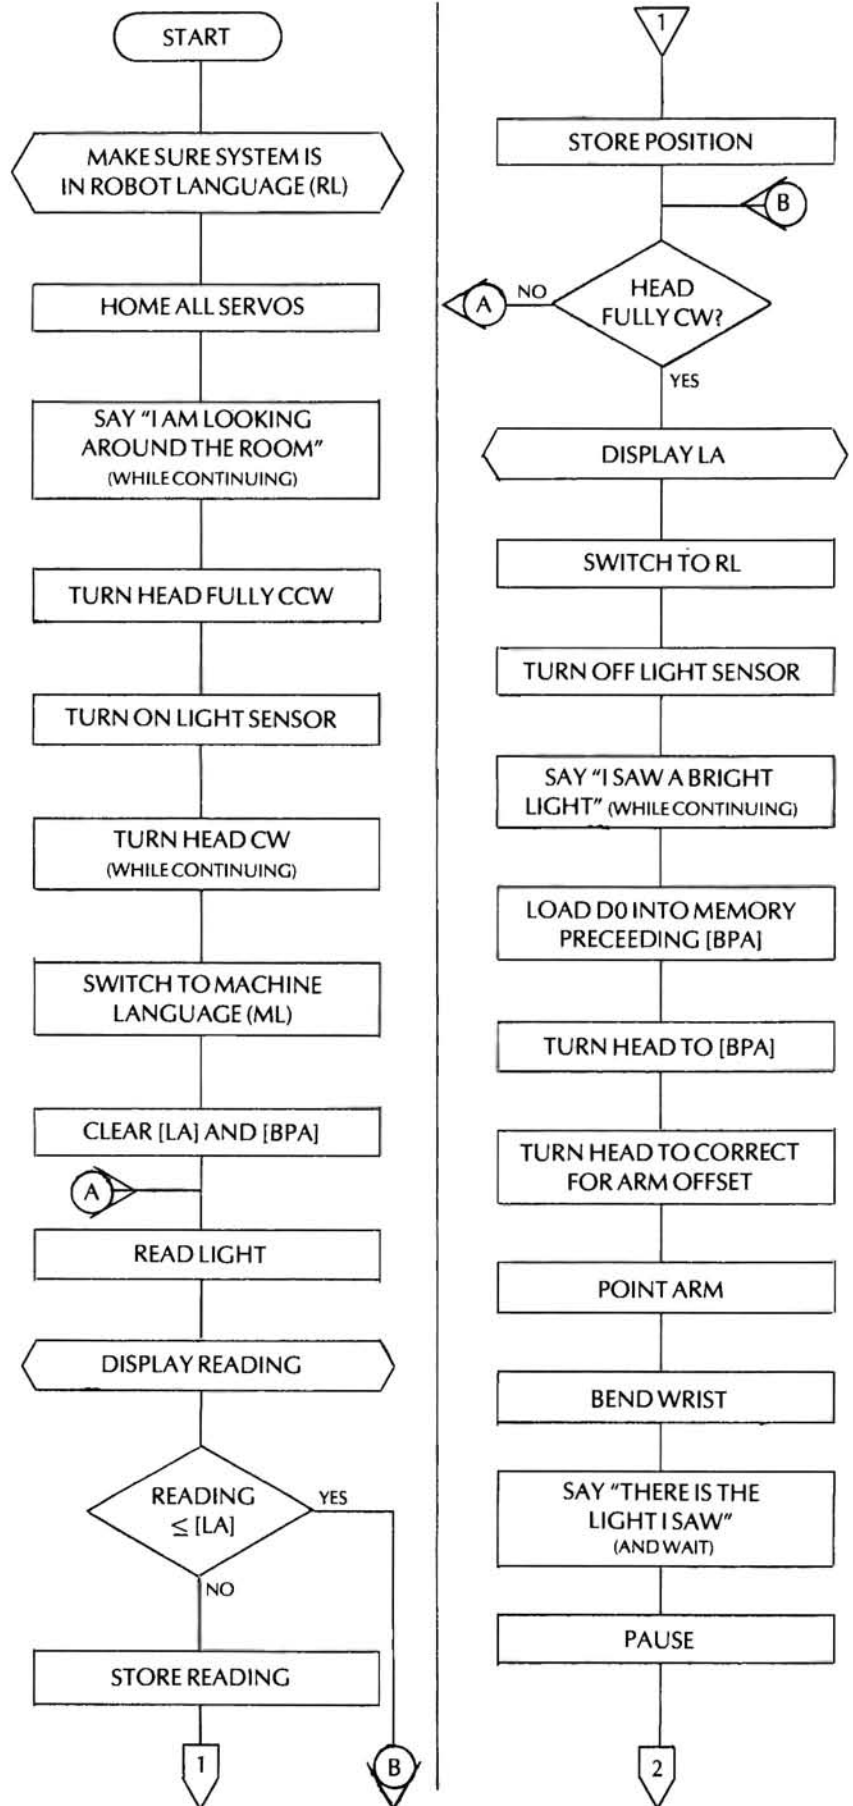 START
MAKE SURE SYSTEM IS
IN ROBOT LANGUAGE (RL)
HOME ALL SERVOS
SAY “I AM LOOKING
AROUND THE ROOM”
(WHILE CONTINUING)
TURN HEAD FULLY CCW
TURN ON LIGHT SENSOR
TURN HEAD CW
(WHILE CONTINUING)
SWITCH TO MACHINE
LANGUAGE (ML)
CLEAR [LA] AND [BPA]
A
READ LIGHT
DISPLAY READING
READING
≤ [LA]
YES
NO
STORE READING
1
B
1
STORE POSITION
B
HEAD
FULLY CW?
NO
A
YES
DISPLAY LA
SWITCH TO RL
TURN OFF LIGHT SENSOR
SAY “I SAW A BRIGHT
LIGHT” (WHILE CONTINUING)
LOAD D0 INTO MEMORY
PRECEEDING [BPA]
TURN HEAD TO [BPA]
TURN HEAD TO CORRECT
FOR ARM OFFSET
POINT ARM
BEND WRIST
SAY “THERE IS THE
LIGHT I SAW”
(AND WAIT)
PAUSE
2